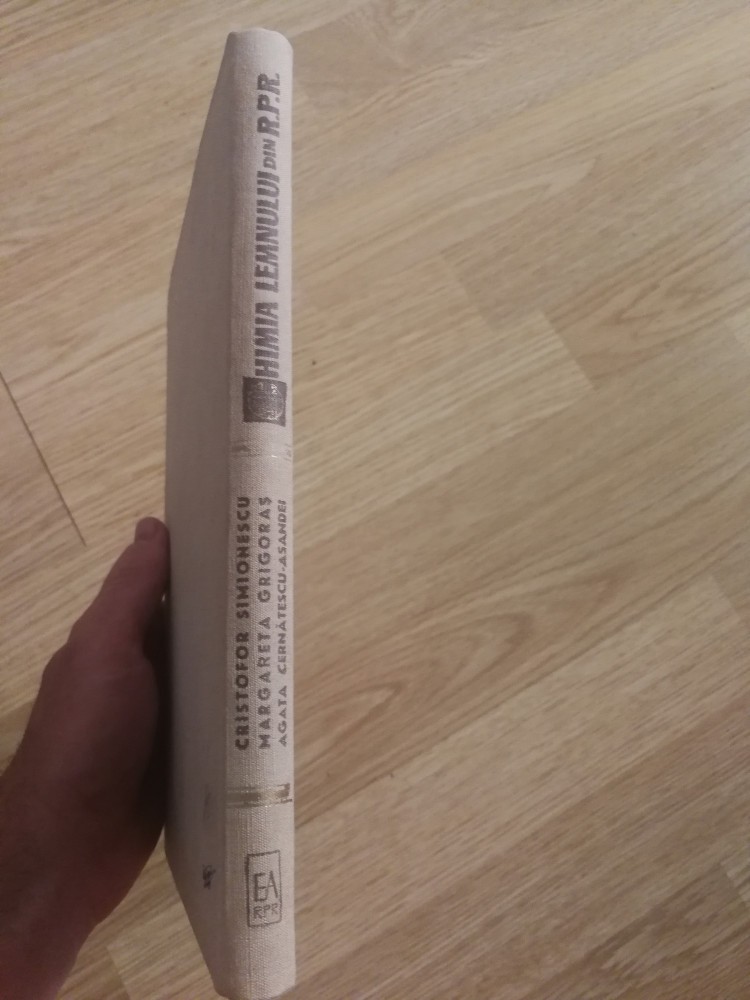 CHIMIA LEMNULUI DIN R.P.R.
CRISTOFOR SIMIONESCU
MARGARETA GRIGORAȘ
AGATA CERNĂTESCU-ASANDEI
EA
RPR